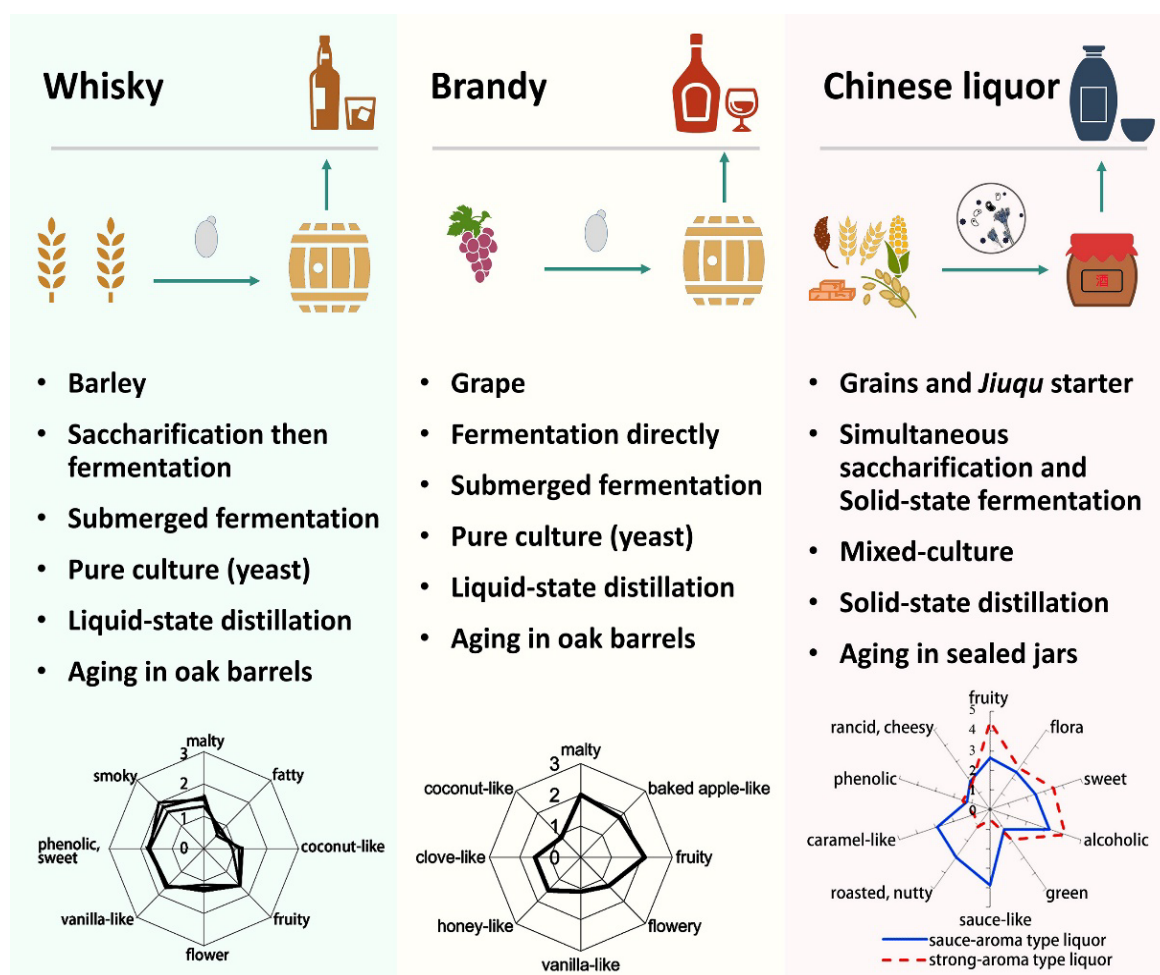 Whisky
• Barley
• Saccharification then
fermentation
• Submerged fermentation
• Pure culture (yeast)
• Liquid-state distillation
• Aging in oak barrels
malty
3
smoky
fatty
2
1
phenolic,
sweet
0
coconut-like
vanilla-like
fruity
flower
Brandy
• Grape
• Fermentation directly
• Submerged fermentation
• Pure culture (yeast)
• Liquid-state distillation
• Aging in oak barrels
malty
3
coconut-like
baked apple-like
2
1
clove-like
0
fruity
honey-like
flowery
vanilla-like
Chinese liquor
酒
• Grains and Jiuqu starter
• Simultaneous
saccharification and
Solid-state fermentation
• Mixed-culture
• Solid-state distillation
• Aging in sealed jars
fruity
5
rancid, cheesy
flora
4
3
phenolic
sweet
2
1
0
caramel-like
alcoholic
roasted, nutty
green
sauce-like
sauce-aroma type liquor
strong-aroma type liquor